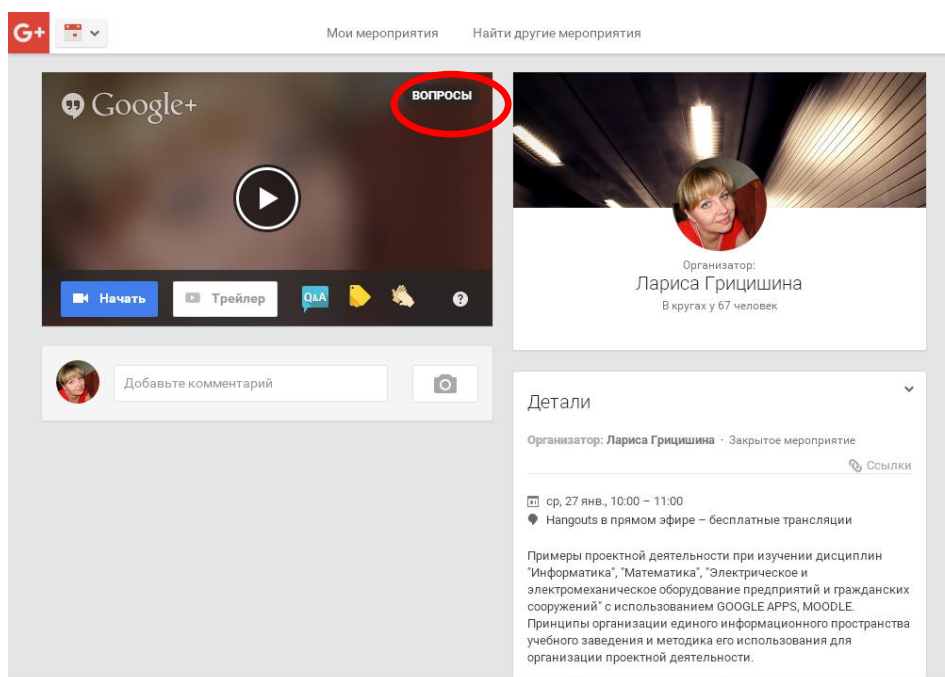 G+
Мои мероприятия
Найти другие мероприятия
Google+
ВОПРОСЫ
Начать
Трейлер
Q&A
?
Добавьте комментарий
Организатор:
Лариса Грицишина
В кругах у 67 человек
Детали
Организатор: Лариса Грицишина · Закрытое мероприятие
Ссылки
31 ср, 27 янв., 10:00 – 11:00
Hangouts в прямом эфире – бесплатные трансляции
Примеры проектной деятельности при изучении дисциплин
"Информатика", "Математика", "Электрическое и
электромеханическое оборудование предприятий и гражданских
сооружений" с использованием GOOGLE APPS, MOODLE.
Принципы организации единого информационного пространства
учебного заведения и методика его использования для
организации проектной деятельности.